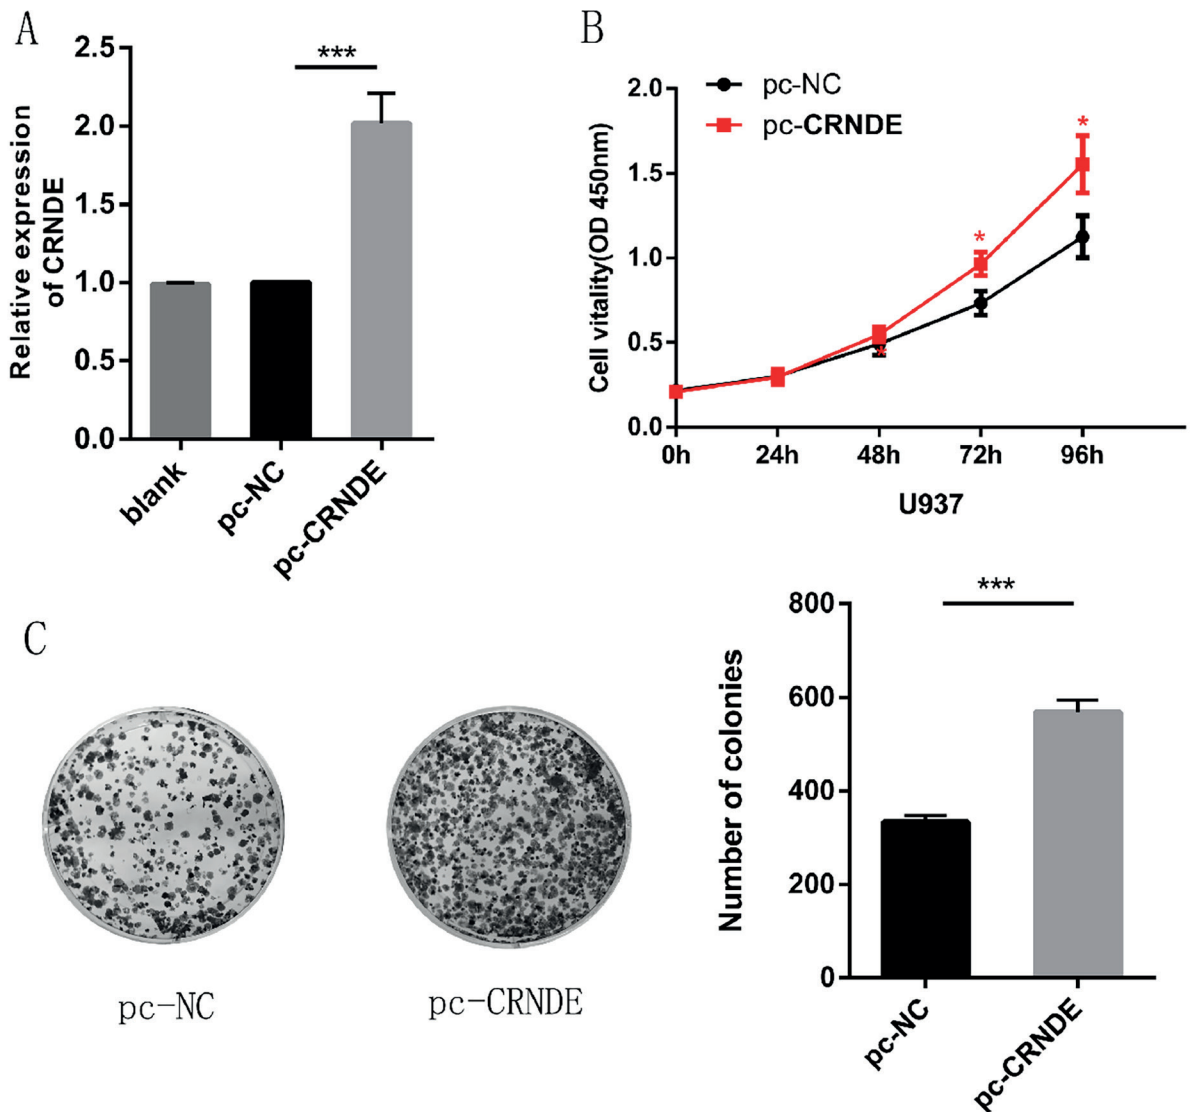 A
Relative expression
of CRNDE
2.5
2.0
1.5
1.0
0.5
0.0
***
blank
pc-NC
pc-CRNDE
B
pc-NC
pc-CRNDE
Cell vitality(OD 450nm)
2.0
1.5
1.0
0.5
0.0
*
*
*
0h
24h
48h
72h
96h
U937
C
pc-NC
pc-CRNDE
Number of colonies
800
600
400
200
0
***
pc-NC
pc-CRNDE